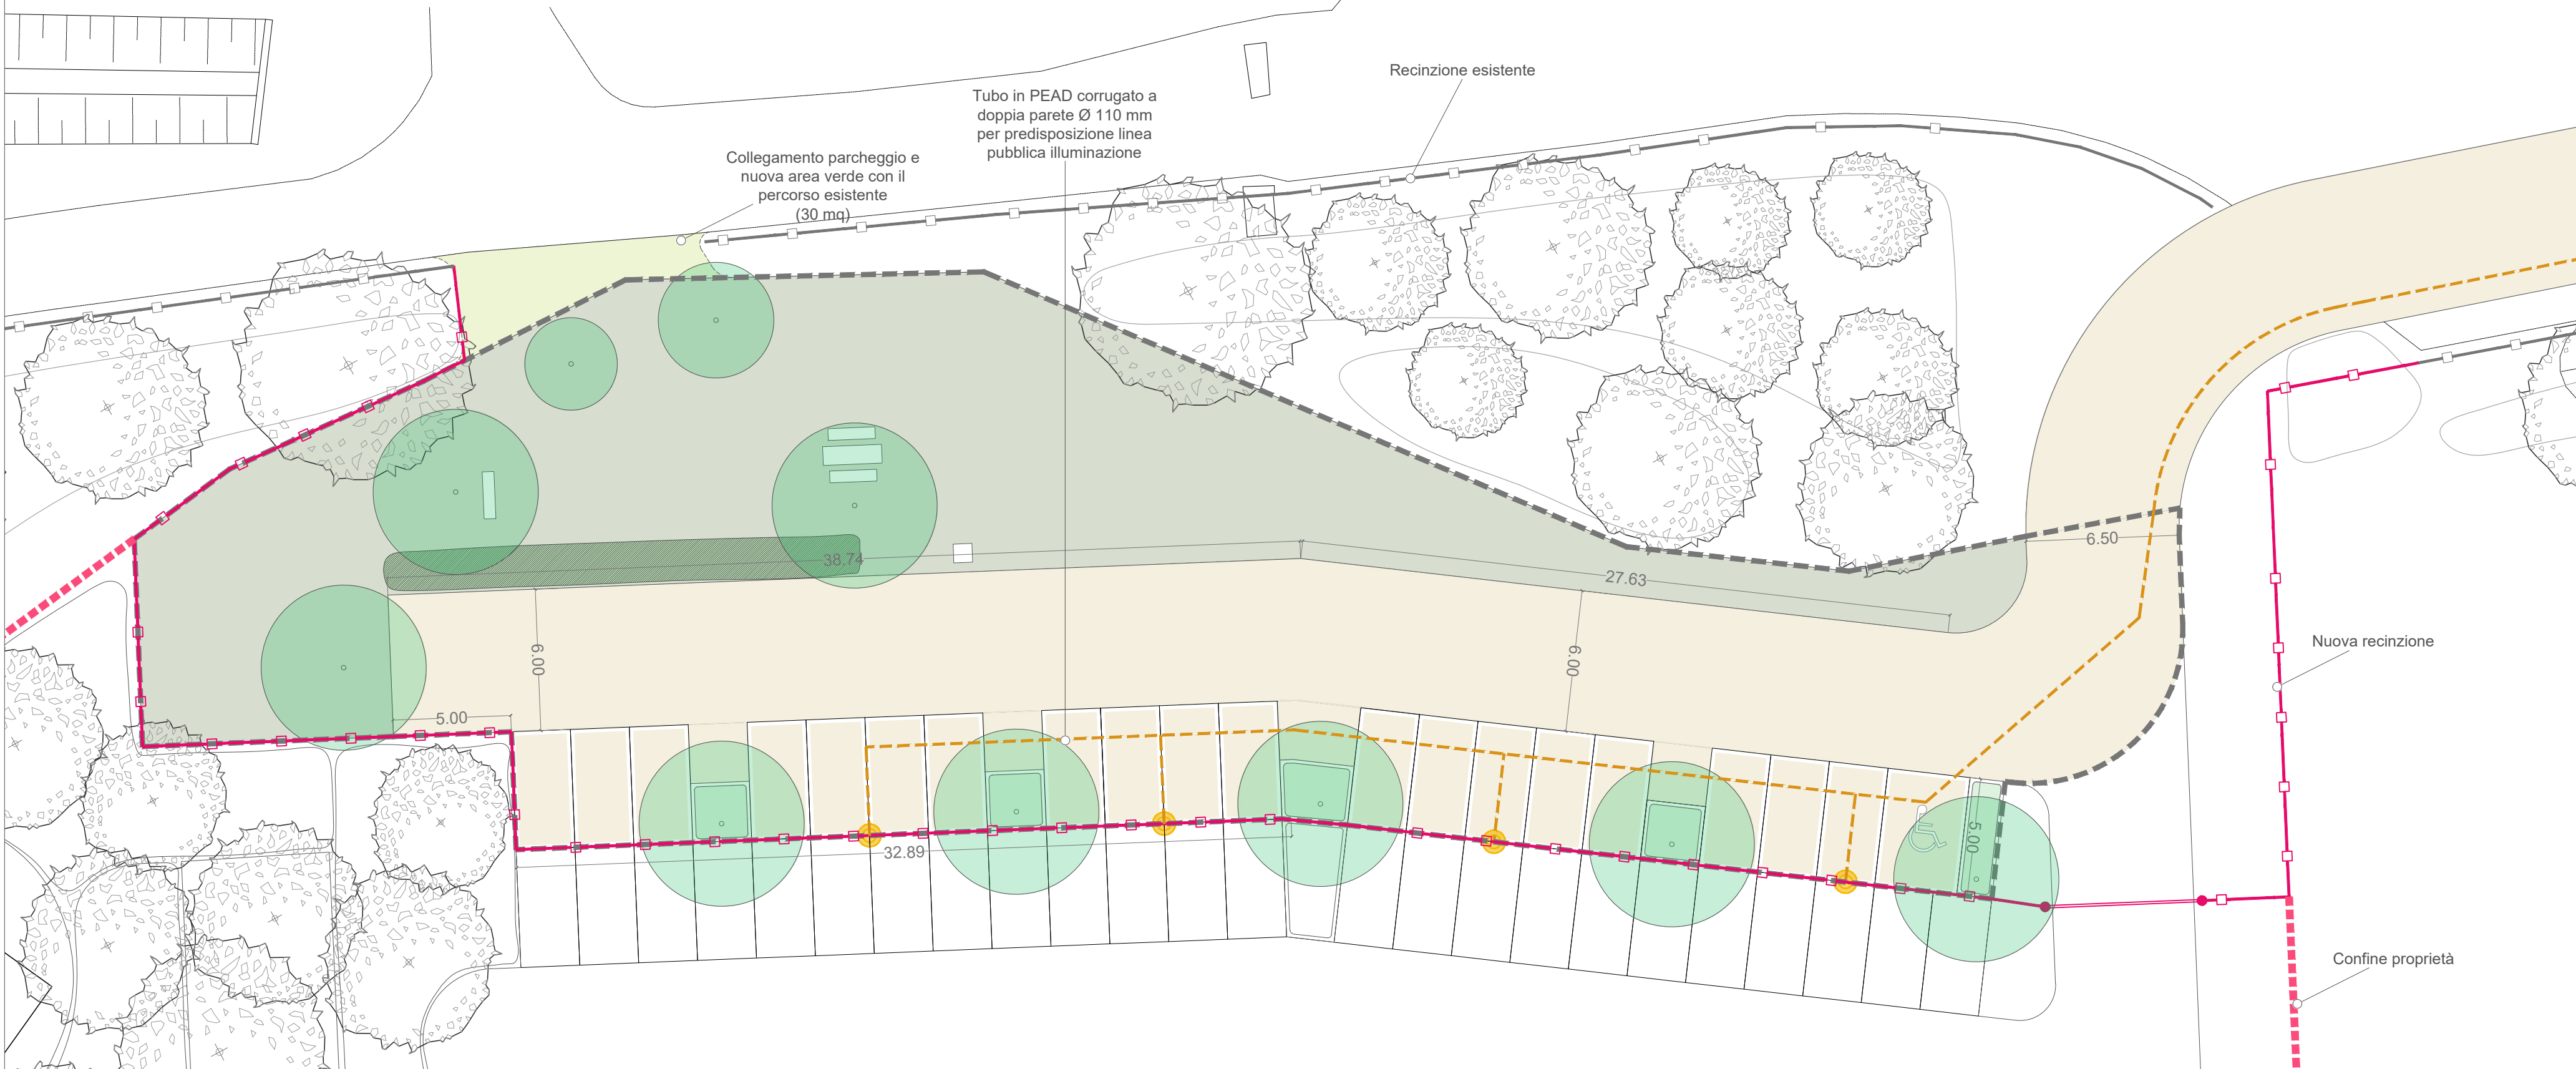 Recinzione esistente
Tubo in PEAD corrugato a
doppia parete Ø 110 mm
per predisposizione linea
pubblica illuminazione
Collegamento parcheggio e
nuova area verde con il
percorso esistente
(30 mq)
38.74
27.63
6.50
6.00
6.00
5.00
32.89
5.00
Nuova recinzione
Confine proprietà